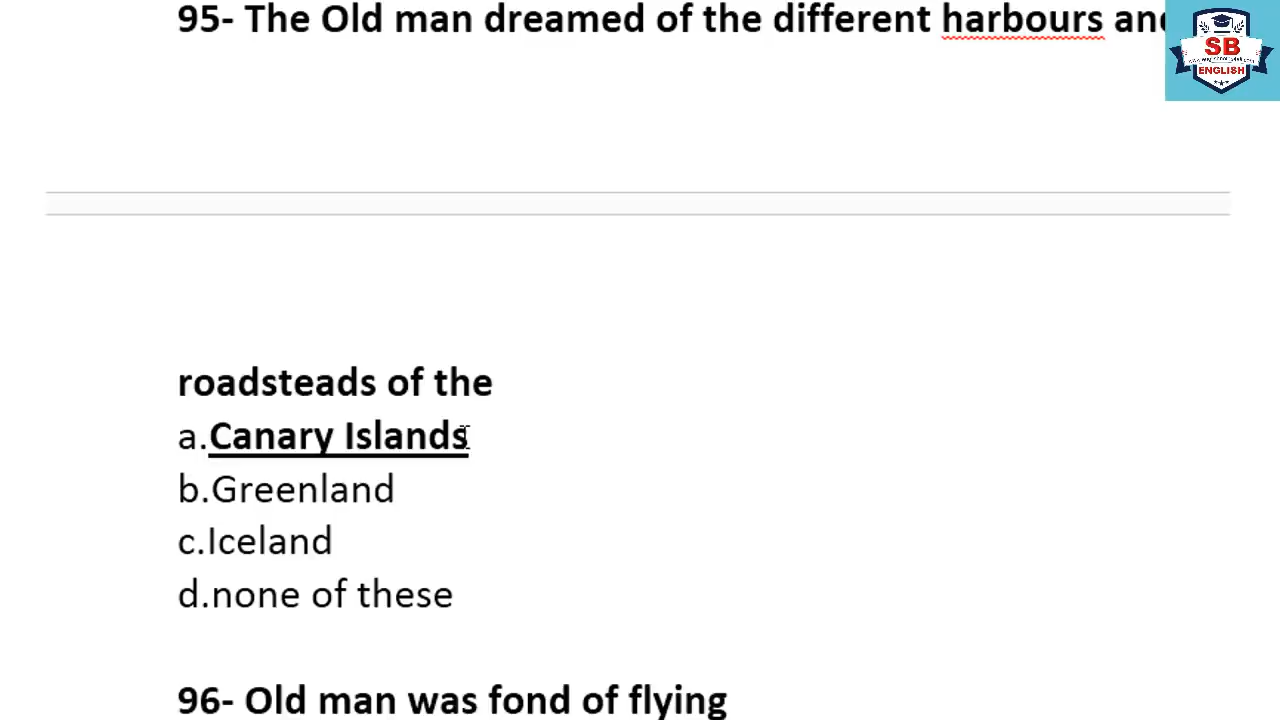 95- The Old man dreamed of the different harbours and
SB
ENGLISH
roadsteads of the
a.Canary Islands
b.Greenland
c.Iceland
d.none of these
96- Old man was fond of flying